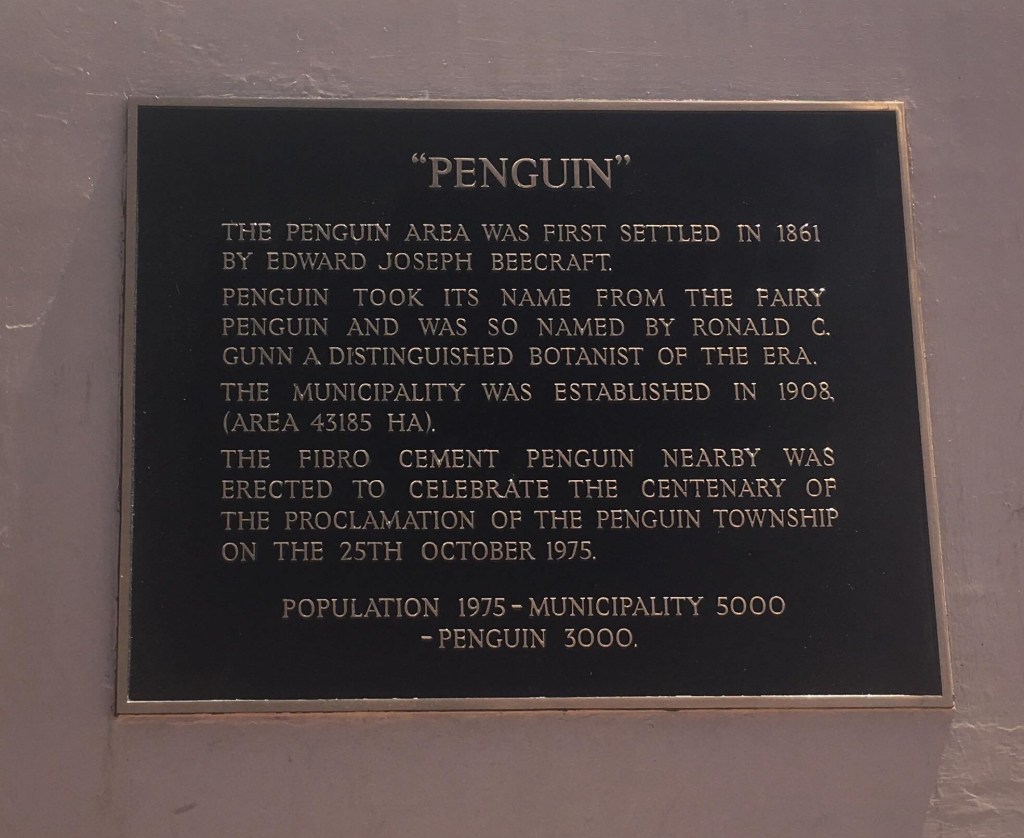 “PENGUIN”
THE PENGUIN AREA WAS FIRST SETTLED IN 1861
BY EDWARD JOSEPH BEECRAFT.
PENGUIN TOOK ITS NAME FROM THE FAIRY
PENGUIN AND WAS SO NAMED BY RONALD C.
GUNN A DISTINGUISHED BOTANIST OF THE ERA.
THE MUNICIPALITY WAS ESTABLISHED IN 1908.
(AREA 43185 HA).
THE FIBRO CEMENT PENGUIN NEARBY WAS
ERECTED TO CELEBRATE THE CENTENARY OF
THE PROCLAMATION OF THE PENGUIN TOWNSHIP
ON THE 25TH OCTOBER 1975.
POPULATION 1975 - MUNICIPALITY 5000
- PENGUIN 3000.